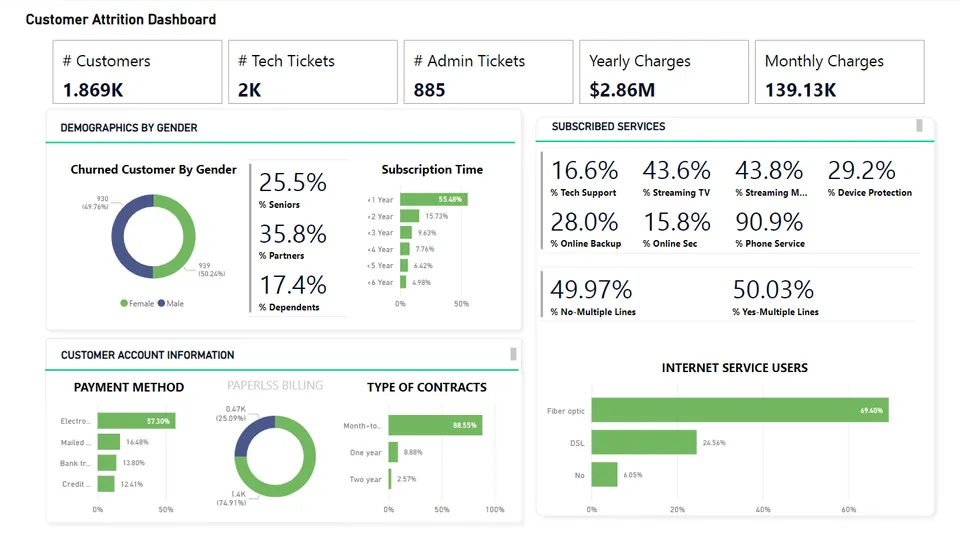 Customer Attrition Dashboard
# Customers
1.869K
# Tech Tickets
2K
# Admin Tickets
885
Yearly Charges
$2.86M
Monthly Charges
139.13K
DEMOGRAPHICS BY GENDER
Churned Customer By Gender
930
(49.76%)
939
(50.24%)
Female Male
25.5%
% Seniors
35.8%
% Partners
17.4%
% Dependents
Subscription Time
<1 Year 55.48%
<2 Year 15.73%
<3 Year 9.63%
<4 Year 7.76%
<5 Year 6.42%
<6 Year 4.98%
0% 50%
SUBSCRIBED SERVICES
16.6% 43.6% 43.8% 29.2%
% Tech Support % Streaming TV % Streaming M... % Device Protection
28.0% 15.8% 90.9%
% Online Backup % Online Sec % Phone Service
49.97% 50.03%
% No-Multiple Lines % Yes-Multiple Lines
INTERNET SERVICE USERS
Fiber optic 69.40%
DSL 24.56%
No 6.05%
0% 20% 40% 60%
CUSTOMER ACCOUNT INFORMATION
PAYMENT METHOD
Electro... 57.30%
Mailed ... 16.48%
Bank tr... 13.80%
Credit ... 12.41%
0% 50%
PAPERLSS BILLING
0.47K
(25.09%)
1.4K
(74.91%)
TYPE OF CONTRACTS
Month-to... 88.55%
One year 8.88%
Two year 2.57%
0% 50% 100%